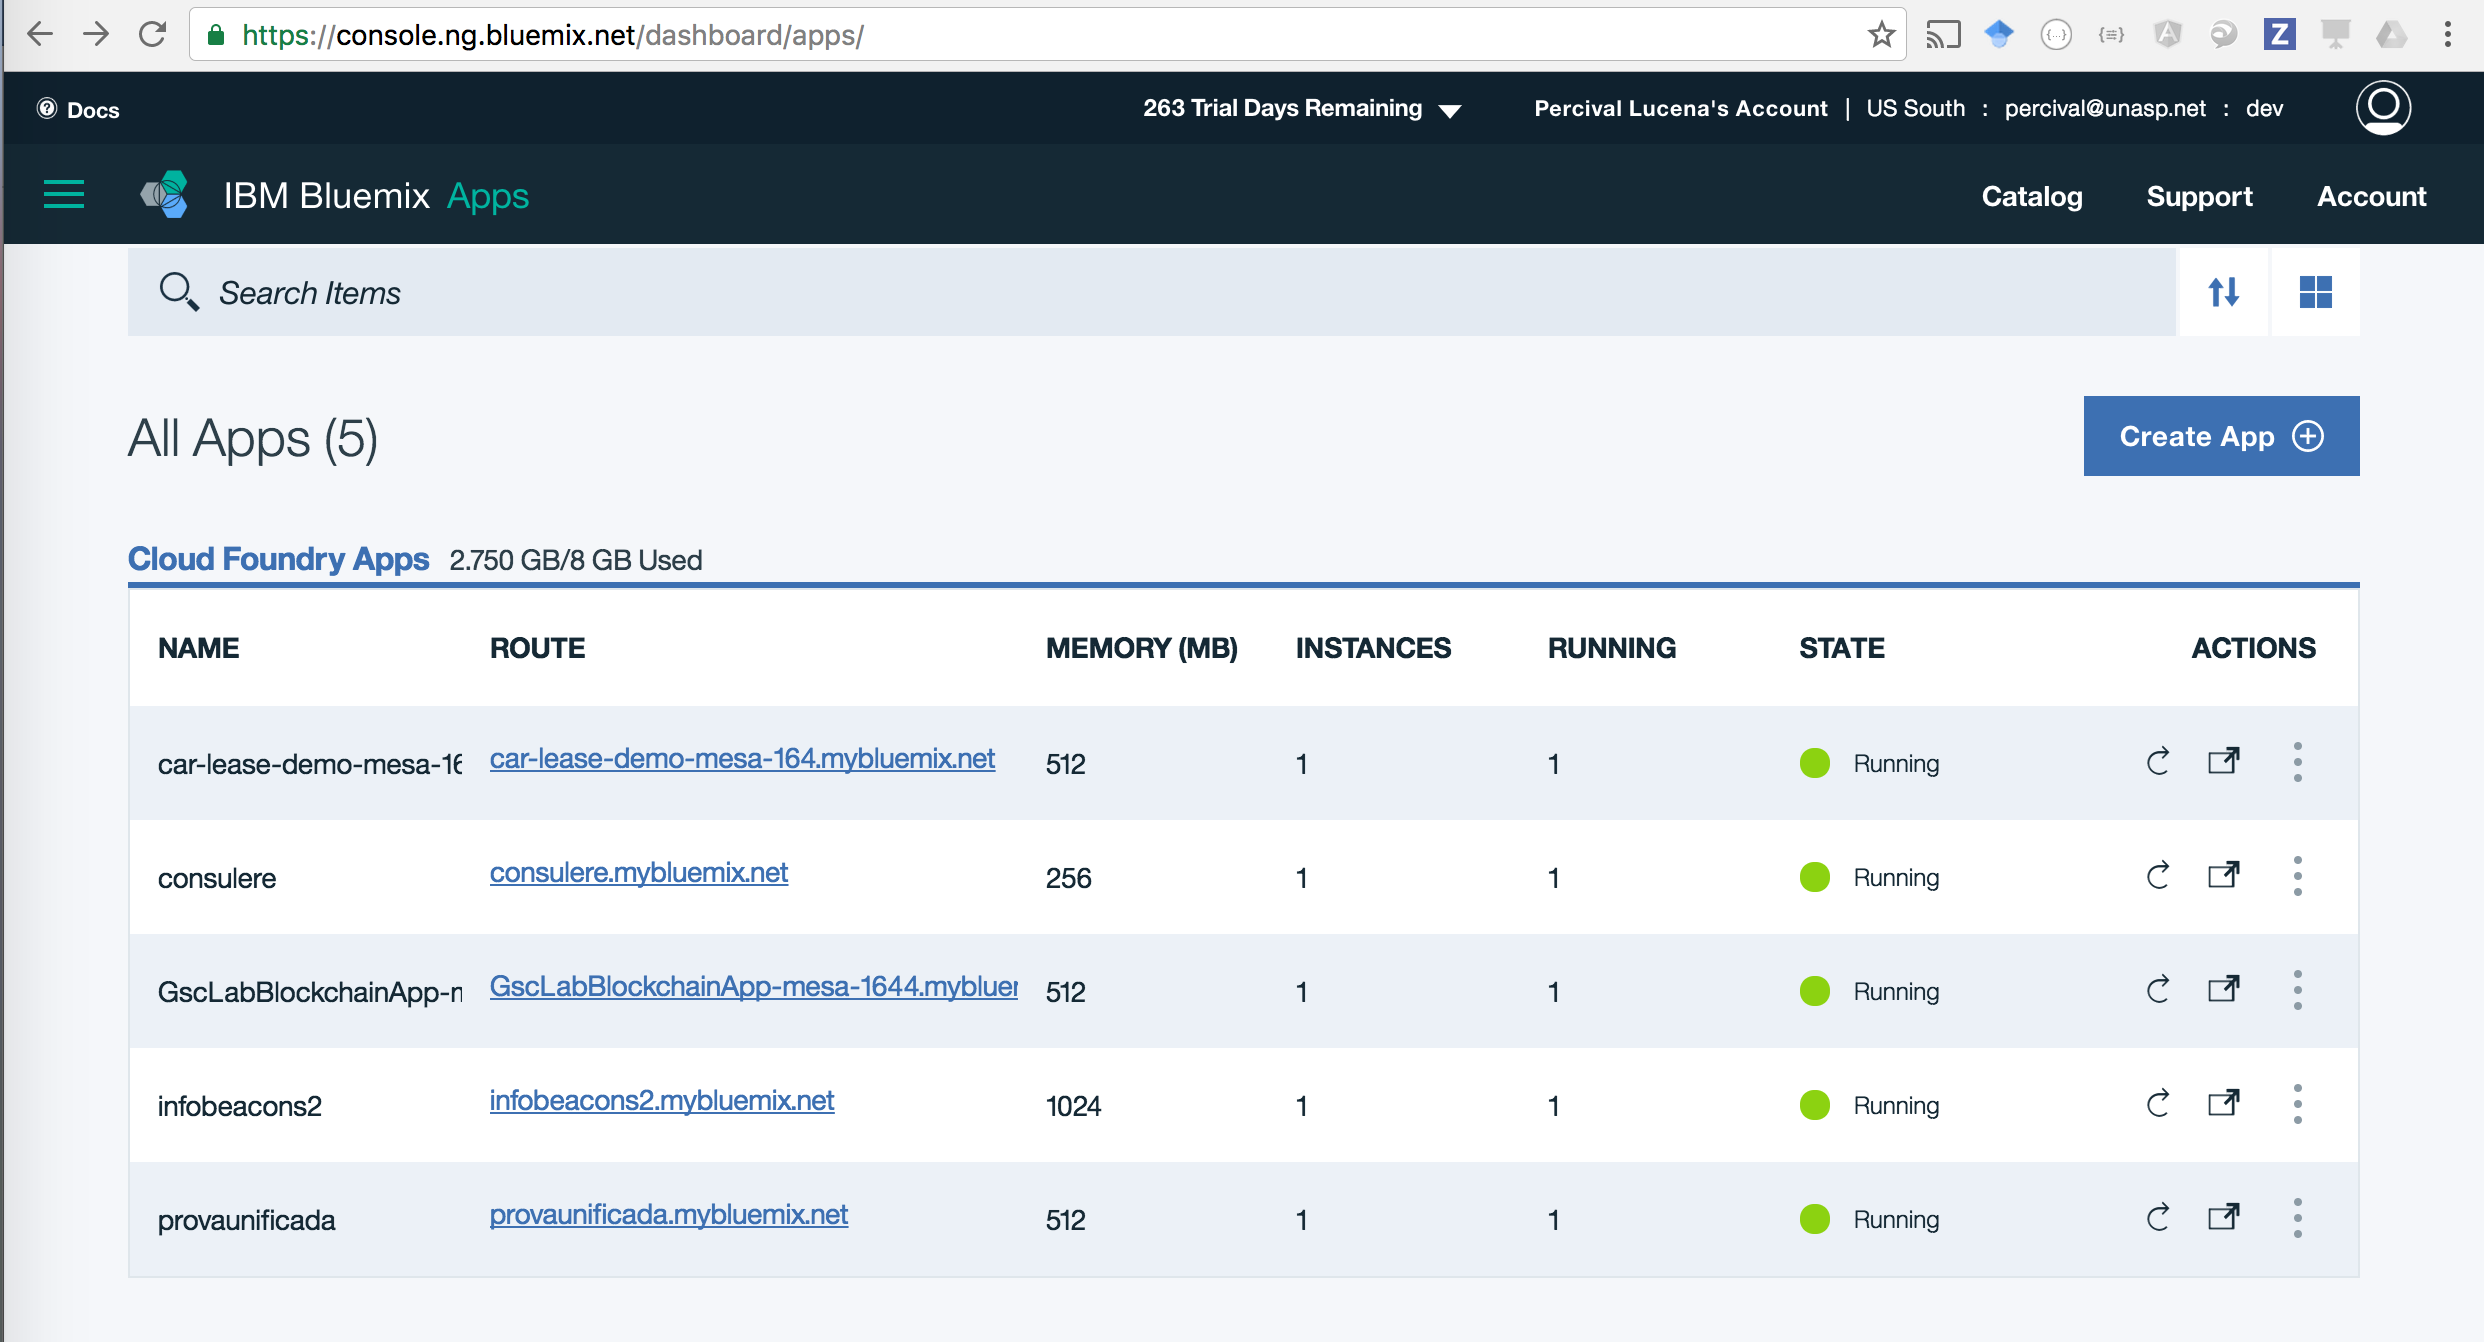 https://console.ng.bluemix.net/dashboard/apps/
Docs
263 Trial Days Remaining
Percival Lucena's Account | US South : percival@unasp.net : dev
IBM Bluemix Apps
Catalog Support Account
Search Items
All Apps (5)
Create App
Cloud Foundry Apps 2.750 GB/8 GB Used
NAME ROUTE MEMORY (MB) INSTANCES RUNNING STATE ACTIONS
car-lease-demo-mesa-16 car-lease-demo-mesa-164.mybluemix.net 512 1 1 Running
consulere consulere.mybluemix.net 256 1 1 Running
GscLabBlockchainApp-m GscLabBlockchainApp-mesa-1644.mybluem 512 1 1 Running
infobeacons2 infobeacons2.mybluemix.net 1024 1 1 Running
provaunificada provaunificada.mybluemix.net 512 1 1 Running